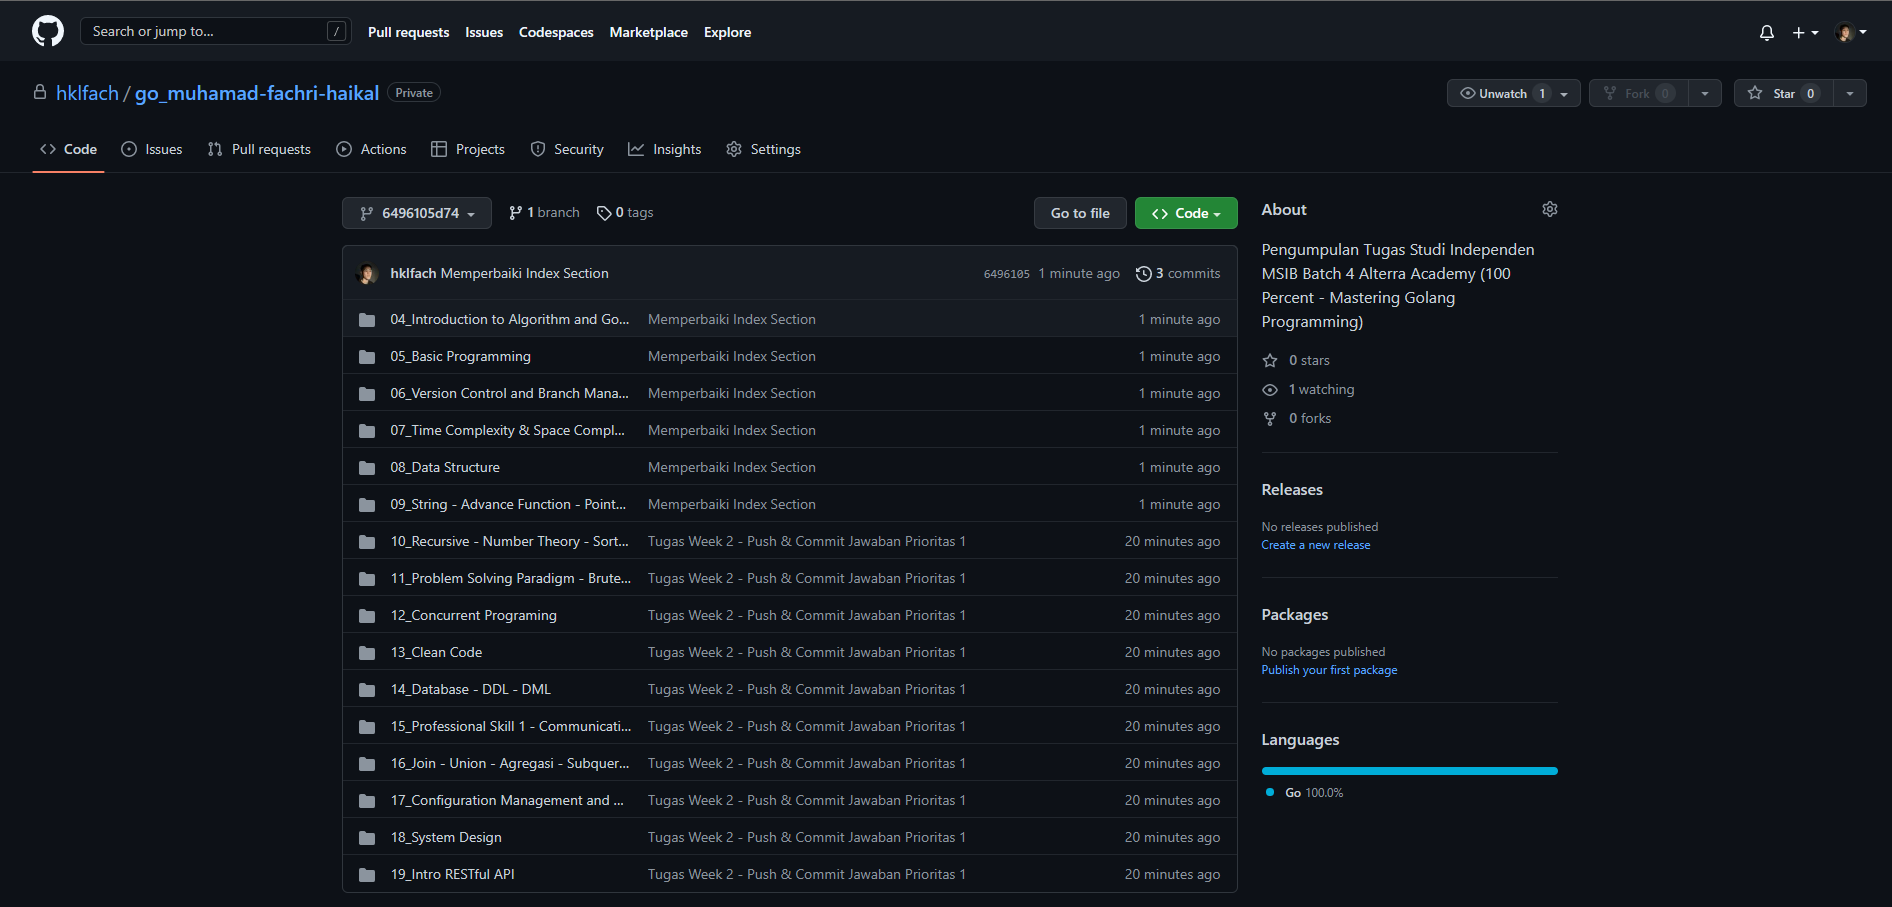 Search or jump to... /
Pull requests Issues Codespaces Marketplace Explore
hklfach / go_muhamad-fachri-haikal Private
Unwatch 1 Fork 0 Star 0
Code Issues Pull requests Actions Projects Security Insights Settings
6496105d74 1 branch 0 tags Go to file Code
hklfach Memperbaiki Index Section 6496105 1 minute ago 3 commits
04_Introduction to Algorithm and Go... Memperbaiki Index Section 1 minute ago
05_Basic Programming Memperbaiki Index Section 1 minute ago
06_Version Control and Branch Mana... Memperbaiki Index Section 1 minute ago
07_Time Complexity & Space Compl... Memperbaiki Index Section 1 minute ago
08_Data Structure Memperbaiki Index Section 1 minute ago
09_String - Advance Function - Point... Memperbaiki Index Section 1 minute ago
10_Recursive - Number Theory - Sort... Tugas Week 2 - Push & Commit Jawaban Prioritas 1 20 minutes ago
11_Problem Solving Paradigm - Brute... Tugas Week 2 - Push & Commit Jawaban Prioritas 1 20 minutes ago
12_Concurrent Programing Tugas Week 2 - Push & Commit Jawaban Prioritas 1 20 minutes ago
13_Clean Code Tugas Week 2 - Push & Commit Jawaban Prioritas 1 20 minutes ago
14_Database - DDL - DML Tugas Week 2 - Push & Commit Jawaban Prioritas 1 20 minutes ago
15_Professional Skill 1 - Communicati... Tugas Week 2 - Push & Commit Jawaban Prioritas 1 20 minutes ago
16_Join - Union - Agregasi - Subquer... Tugas Week 2 - Push & Commit Jawaban Prioritas 1 20 minutes ago
17_Configuration Management and ... Tugas Week 2 - Push & Commit Jawaban Prioritas 1 20 minutes ago
18_System Design Tugas Week 2 - Push & Commit Jawaban Prioritas 1 20 minutes ago
19_Intro RESTful API Tugas Week 2 - Push & Commit Jawaban Prioritas 1 20 minutes ago
About
Pengumpulan Tugas Studi Independen
MSIB Batch 4 Alterra Academy (100
Percent - Mastering Golang
Programming)
0 stars
1 watching
0 forks
Releases
No releases published
Create a new release
Packages
No packages published
Publish your first package
Languages
Go 100.0%